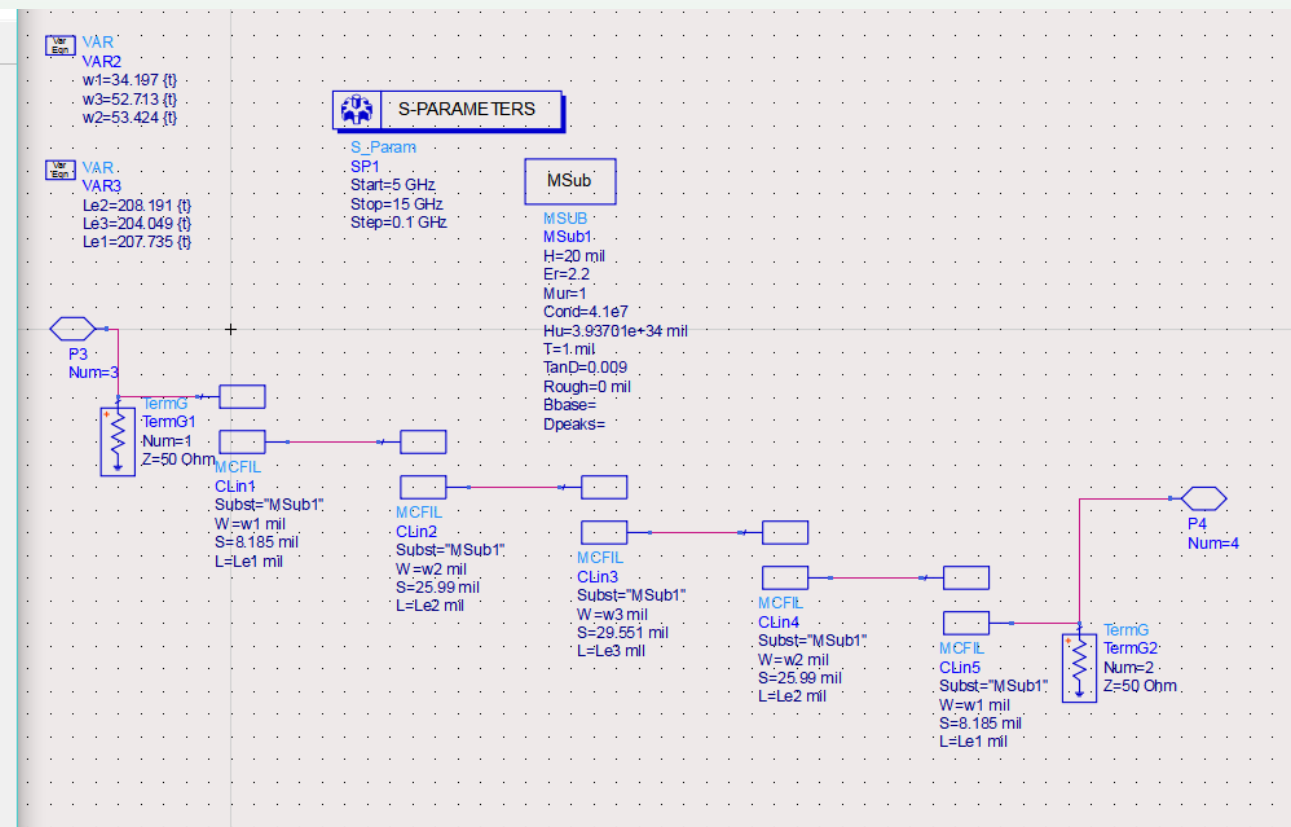 Var
Eqn
VAR
VAR2
w1=34.197 {t}
w3=52.713 {t}
w2=53.424 {t}
S-PARAMETERS
S_Param
SP1
Start=5 GHz
Stop=15 GHz
Step=0.1 GHz
Var
Eqn
VAR
VAR3
Le2=208.191 {t}
Le3=204.049 {t}
Le1=207.735 {t}
MSub
MSUB
MSub1
H=20 mil
Er=2.2
Mur=1
Cond=4.1e7
Hu=3.93701e+34 mil
T=1 mil
TanD=0.009
Rough=0 mil
Bbase=
Dpeaks=
P3
Num=3
TermG
TermG1
Num=1
Z=50 Ohm
MCFIL
CLin1
Subst="MSub1"
W=w1 mil
S=8.185 mil
L=Le1 mil
MCFIL
CLin2
Subst="MSub1"
W=w2 mil
S=25.99 mil
L=Le2 mil
MCFIL
CLin3
Subst="MSub1"
W=w3 mil
S=29.551 mil
L=Le3 mil
MCFIL
CLin4
Subst="MSub1"
W=w2 mil
S=25.99 mil
L=Le2 mil
MCFIL
CLin5
Subst="MSub1"
W=w1 mil
S=8.185 mil
L=Le1 mil
TermG
TermG2
Num=2
Z=50 Ohm
P4
Num=4